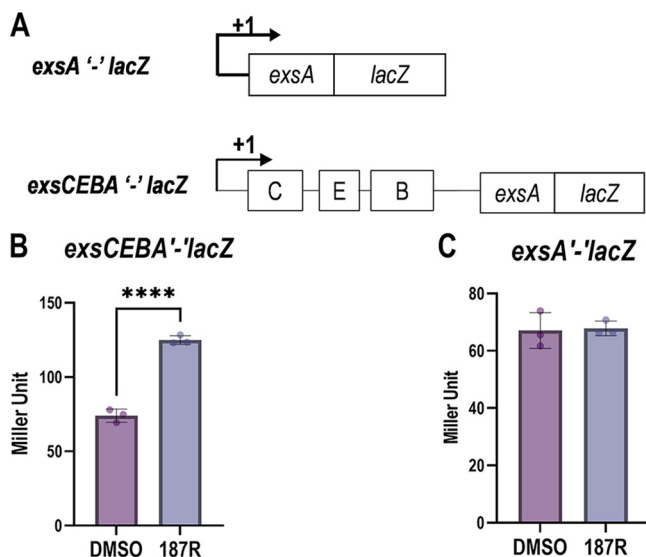 A
+1
exsA ‘-’ lacZ
exsA lacZ
+1
exsCEBA ‘-’ lacZ
C E B exsA lacZ
B exsCEBA'-'lacZ
****
Miller Unit
150
100
50
0
DMSO 187R
C exsA'-'lacZ
Miller Unit
80
60
40
20
0
DMSO 187R